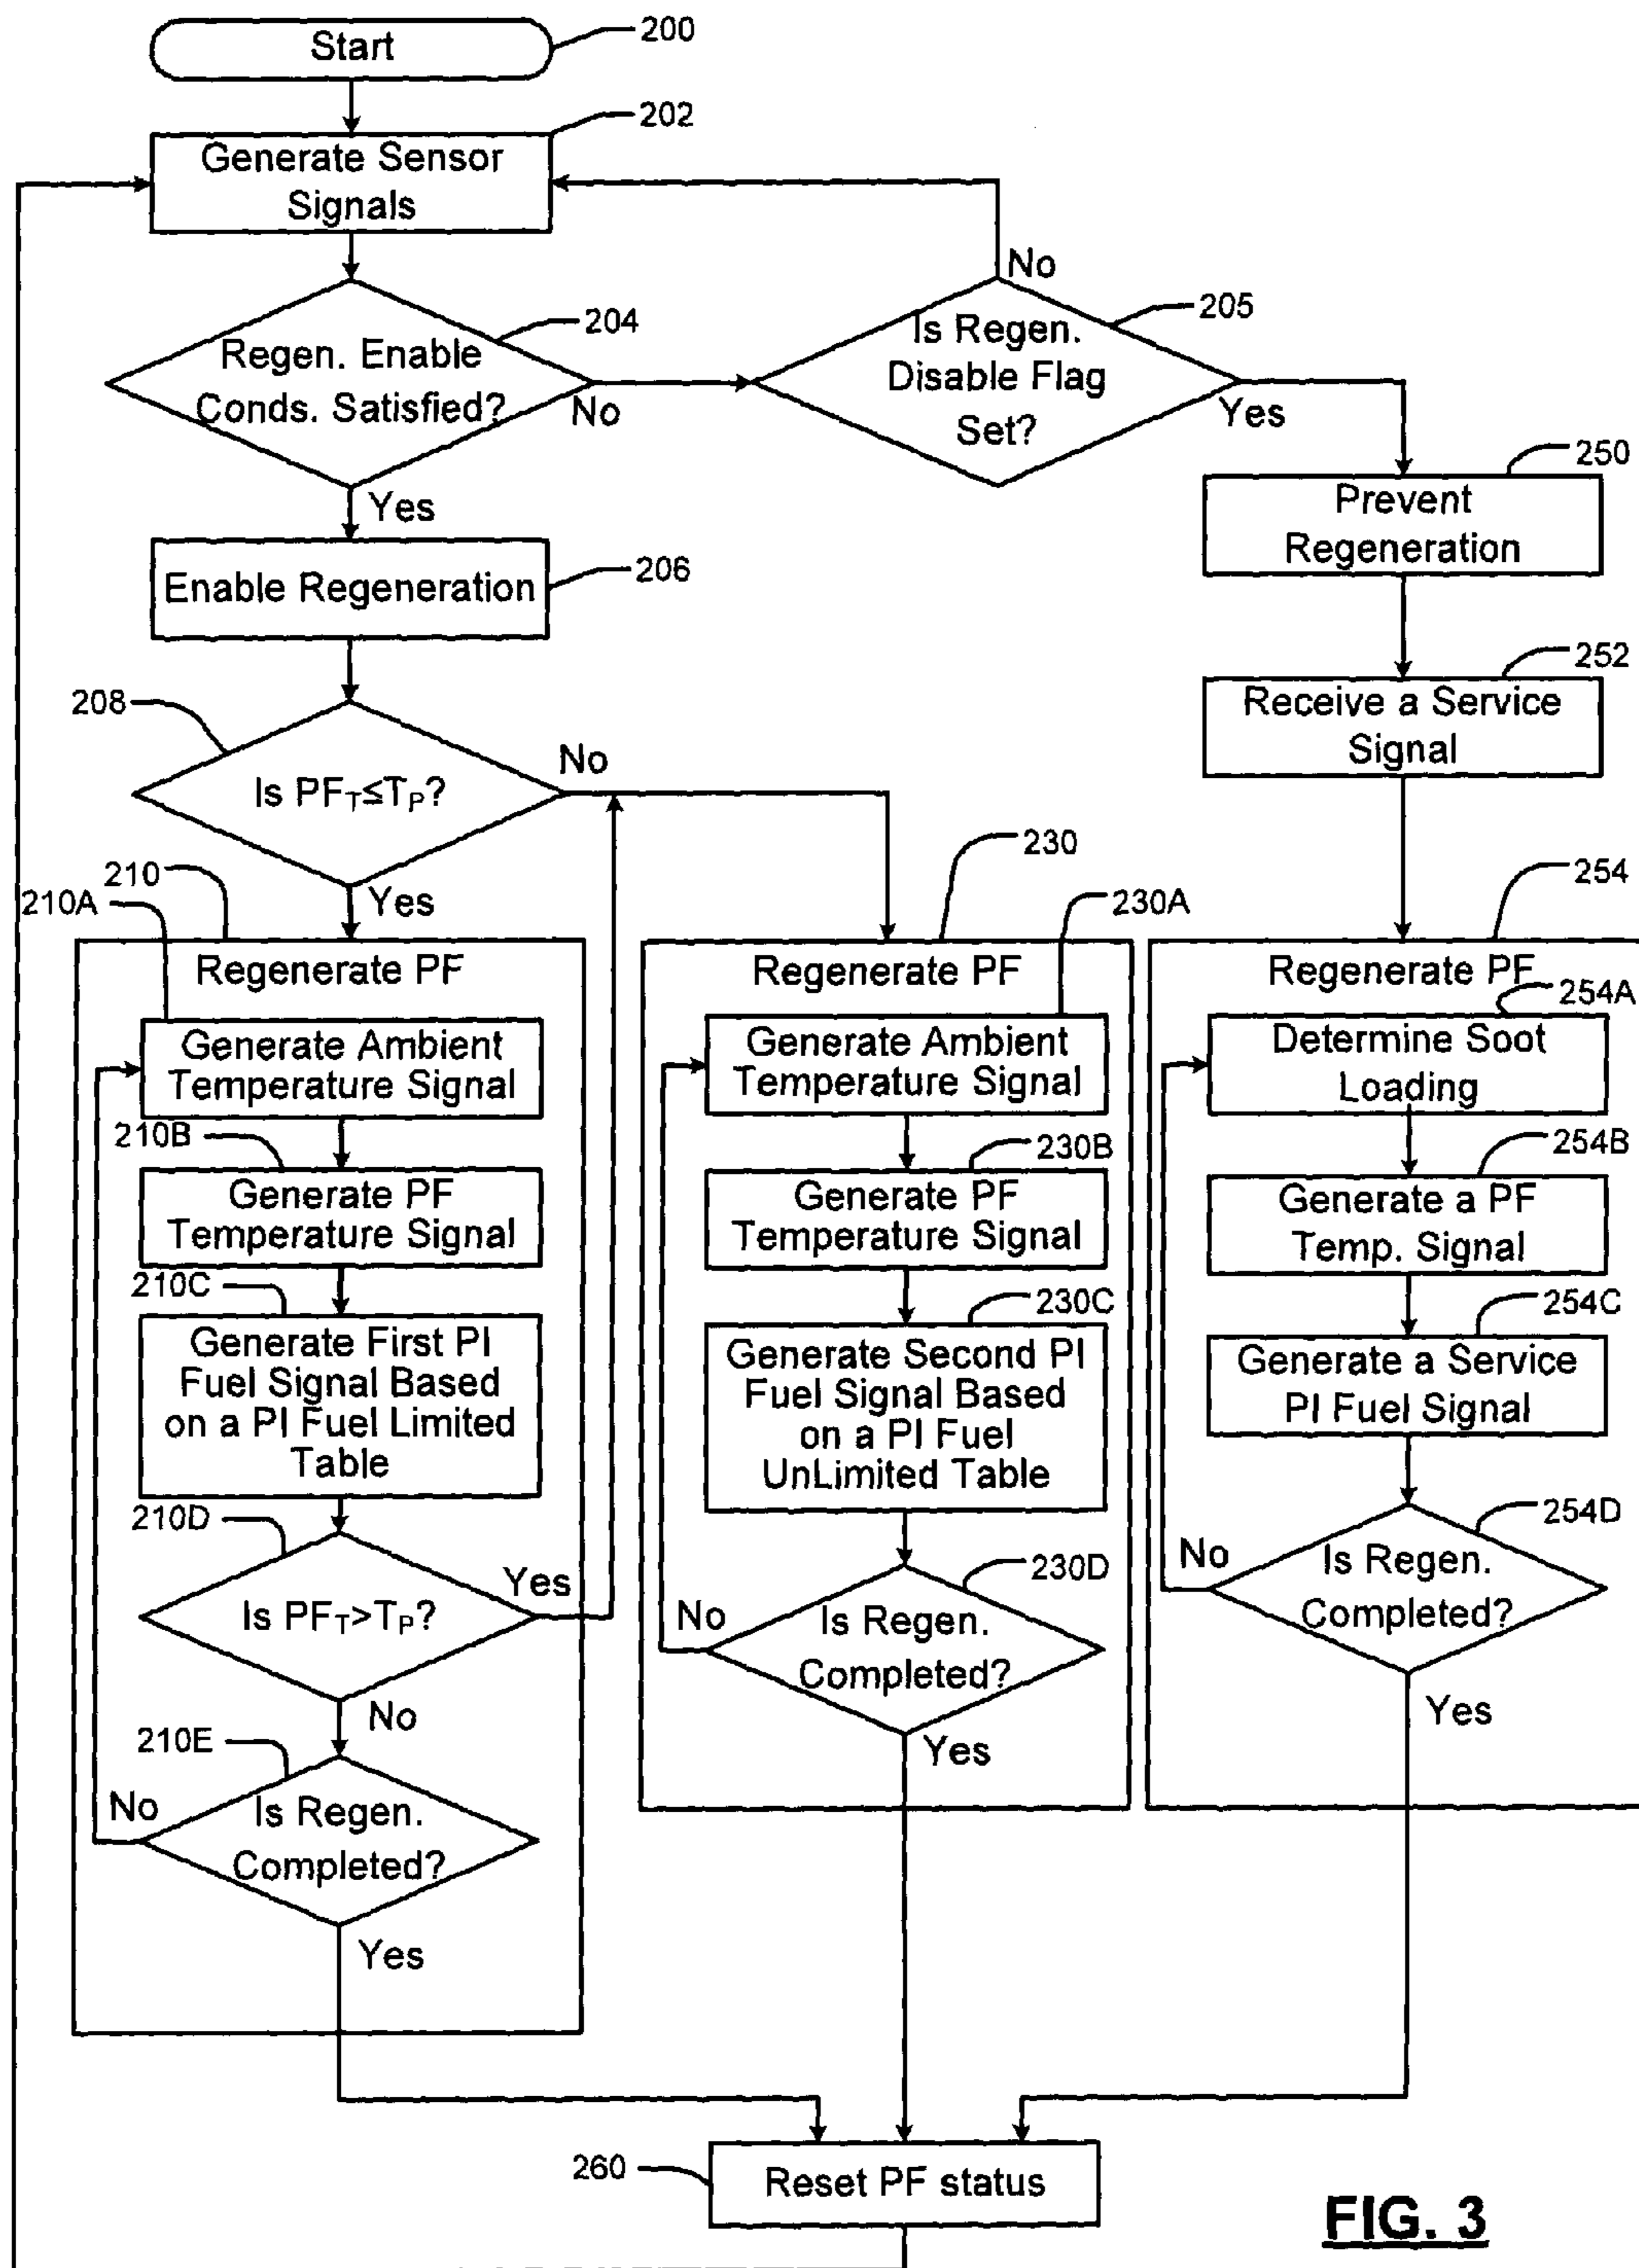 Start
200
202
Generate Sensor
Signals
204
Regen. Enable
Conds. Satisfied?
No
Yes
No
205
Is Regen.
Disable Flag
Set?
Yes
250
Prevent
Regeneration
206
Enable Regeneration
252
Receive a Service
Signal
208
Is PF_T≤T_P?
No
Yes
210
210A
Regenerate PF
Generate Ambient
Temperature Signal
210B
Generate PF
Temperature Signal
210C
Generate First PI
Fuel Signal Based
on a PI Fuel Limited
Table
210D
Is PF_T>T_P?
Yes
No
210E
Is Regen.
Completed?
No
Yes
230
230A
Regenerate PF
Generate Ambient
Temperature Signal
230B
Generate PF
Temperature Signal
230C
Generate Second PI
Fuel Signal Based
on a PI Fuel
UnLimited Table
230D
Is Regen.
Completed?
No
Yes
254
Regenerate PF
254A
Determine Soot
Loading
254B
Generate a PF
Temp. Signal
254C
Generate a Service
PI Fuel Signal
254D
Is Regen.
Completed?
No
Yes
260
Reset PF status
FIG. 3